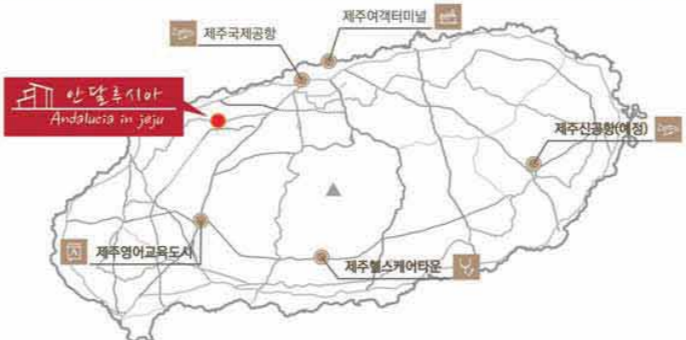 제주여객터미널
제주국제공항
안달루시아
Andalucia in jeju
제주신공항(예정)
제주영어교육도시
제주헬스케어타운